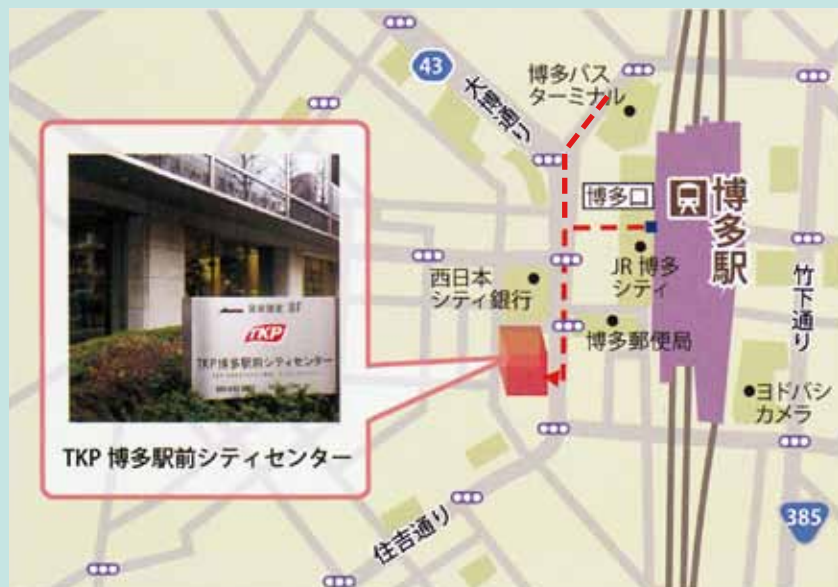 43
大博通り
博多バス
ターミナル
博多口
博多駅
JR 博多
シティ
西日本
シティ銀行
博多郵便局
竹下通り
ヨドバシ
カメラ
385
住吉通り
TKP
TKP博多駅前シティセンター
TKP 博多駅前シティセンター